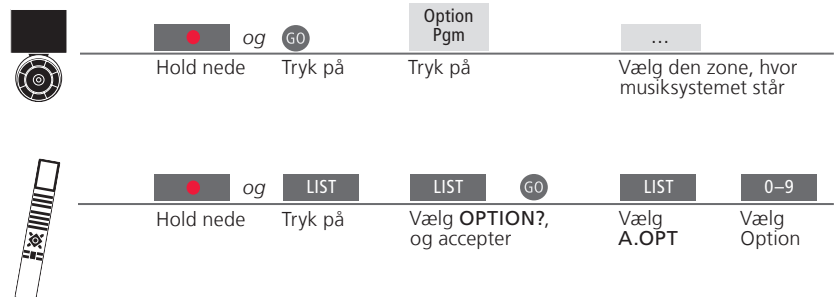 Option
Pgm
og GO ...
Hold nede Tryk på Tryk på Vælg den zone, hvor
musiksystemet står
og LIST LIST GO LIST 0–9
Hold nede Tryk på Vælg OPTION?, Vælg Vælg
og accepter A.OPT Option